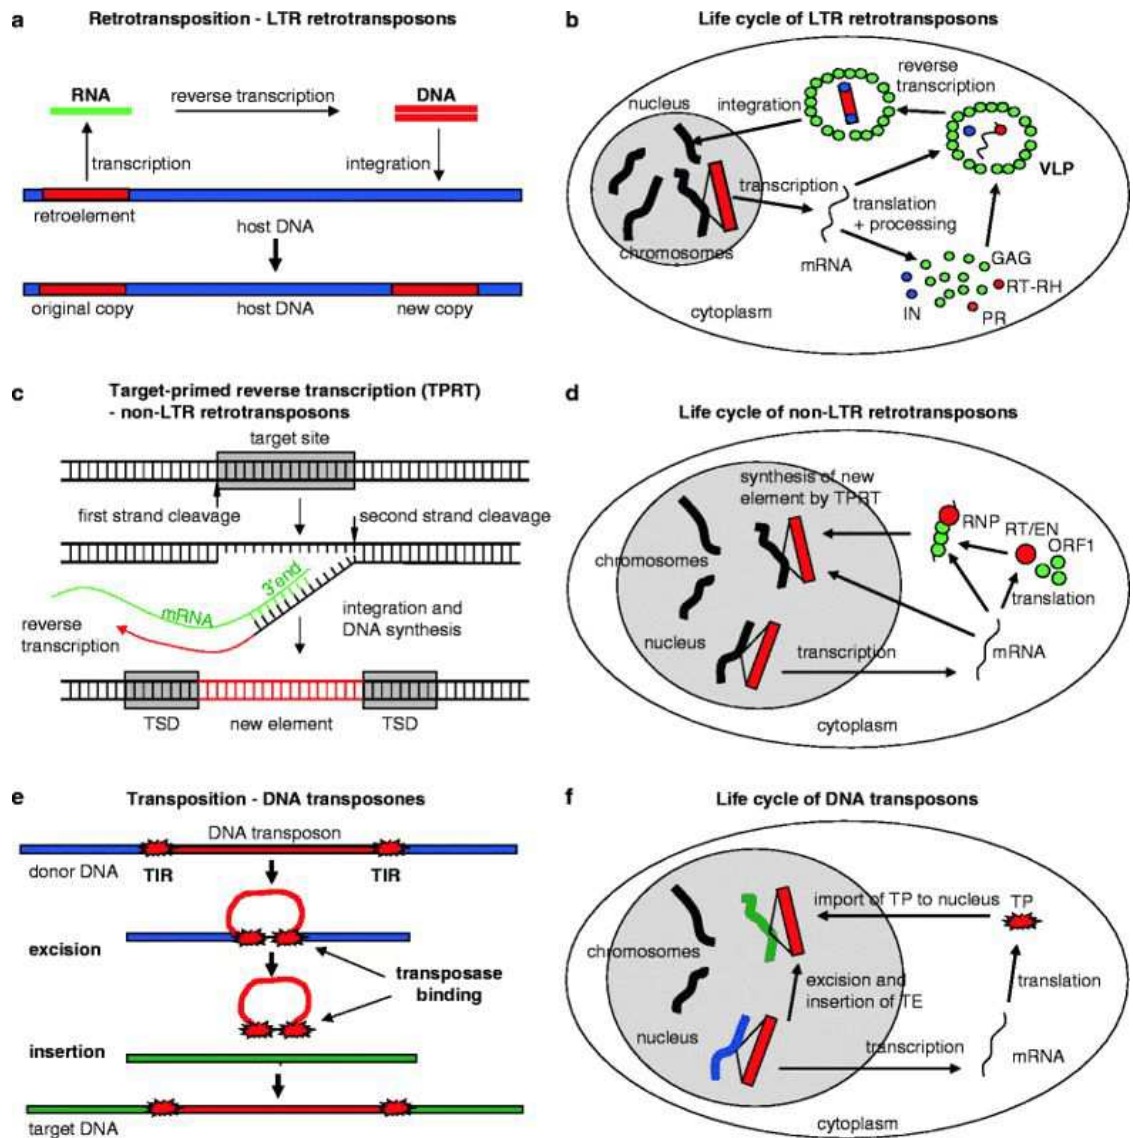 a
Retrotransposition - LTR retrotransposons
RNA
reverse transcription
DNA
transcription
integration
retroelement
host DNA
original copy
host DNA
new copy
b
Life cycle of LTR retrotransposons
reverse
transcription
nucleus
integration
VLP
transcription
translation
+ processing
chromosomes
mRNA
GAG
RT-RH
IN
PR
cytoplasm
c
Target-primed reverse transcription (TPRT)
- non-LTR retrotransposons
target site
first strand cleavage
second strand cleavage
3'end
mRNA
reverse
transcription
integration and
DNA synthesis
TSD
new element
TSD
d
Life cycle of non-LTR retrotransposons
synthesis of new
element by TPRT
RNP
RT/EN
ORF1
chromosomes
translation
nucleus
transcription
mRNA
cytoplasm
e
Transposition - DNA transposones
DNA transposon
donor DNA
TIR
TIR
excision
transposase
binding
insertion
target DNA
f
Life cycle of DNA transposons
import of TP to nucleus
TP
chromosomes
excision and
insertion of TE
translation
nucleus
transcription
mRNA
cytoplasm